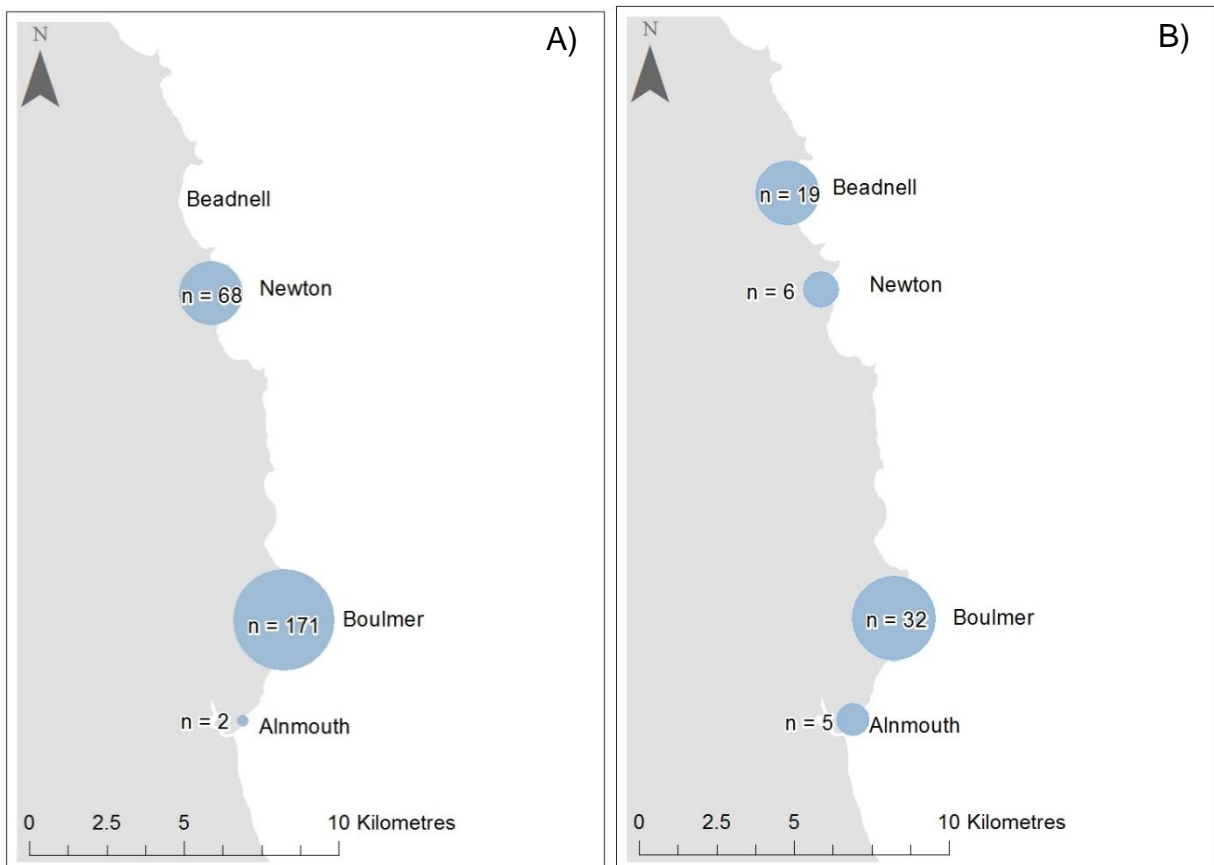 N
A)
Beadnell
n = 68
Newton
n = 171
Boulmer
n = 2
Alnmouth
0 2.5 5 10 Kilometres
N
B)
n = 19
Beadnell
n = 6
Newton
n = 32
Boulmer
n = 5
Alnmouth
0 2.5 5 10 Kilometres